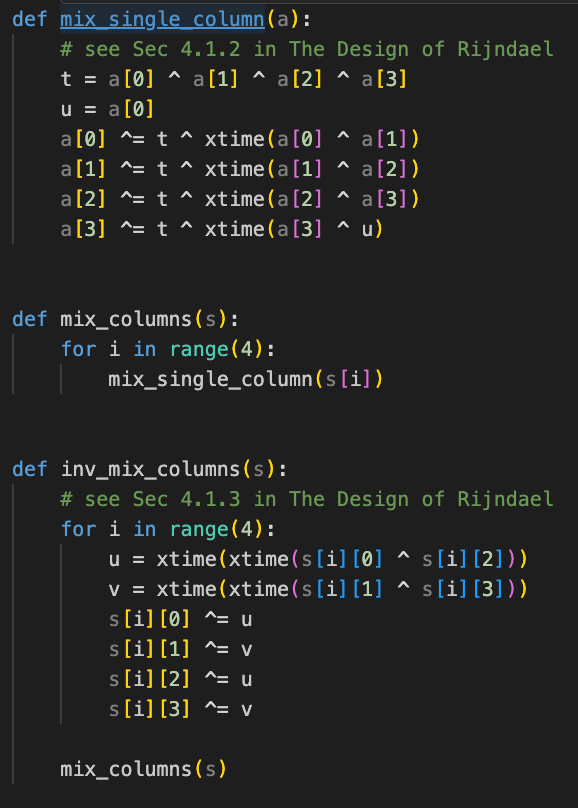 def mix_single_column(a):
    # see Sec 4.1.2 in The Design of Rijndael
    t = a[0] ^ a[1] ^ a[2] ^ a[3]
    u = a[0]
    a[0] ^= t ^ xtime(a[0] ^ a[1])
    a[1] ^= t ^ xtime(a[1] ^ a[2])
    a[2] ^= t ^ xtime(a[2] ^ a[3])
    a[3] ^= t ^ xtime(a[3] ^ u)
def mix_columns(s):
    for i in range(4):
        mix_single_column(s[i])
def inv_mix_columns(s):
    # see Sec 4.1.3 in The Design of Rijndael
    for i in range(4):
        u = xtime(xtime(s[i][0] ^ s[i][2]))
        v = xtime(xtime(s[i][1] ^ s[i][3]))
        s[i][0] ^= u
        s[i][1] ^= v
        s[i][2] ^= u
        s[i][3] ^= v
    mix_columns(s)